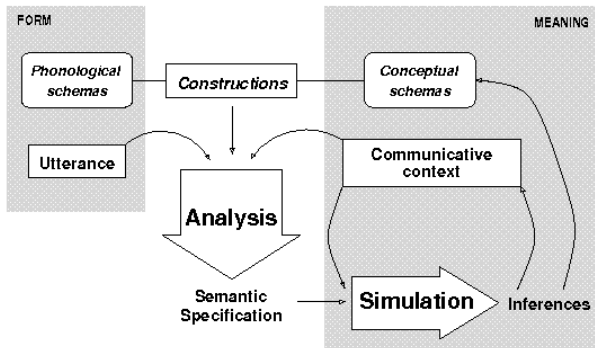 FORM
MEANING
Phonological
schemas
Constructions
Conceptual
schemas
Utterance
Communicative
context
Analysis
Semantic
Specification
Simulation
Inferences